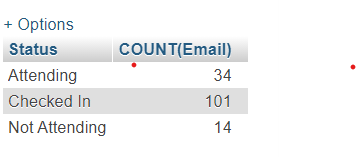 + Options
Status COUNT(Email)
Attending 34
Checked In 101
Not Attending 14